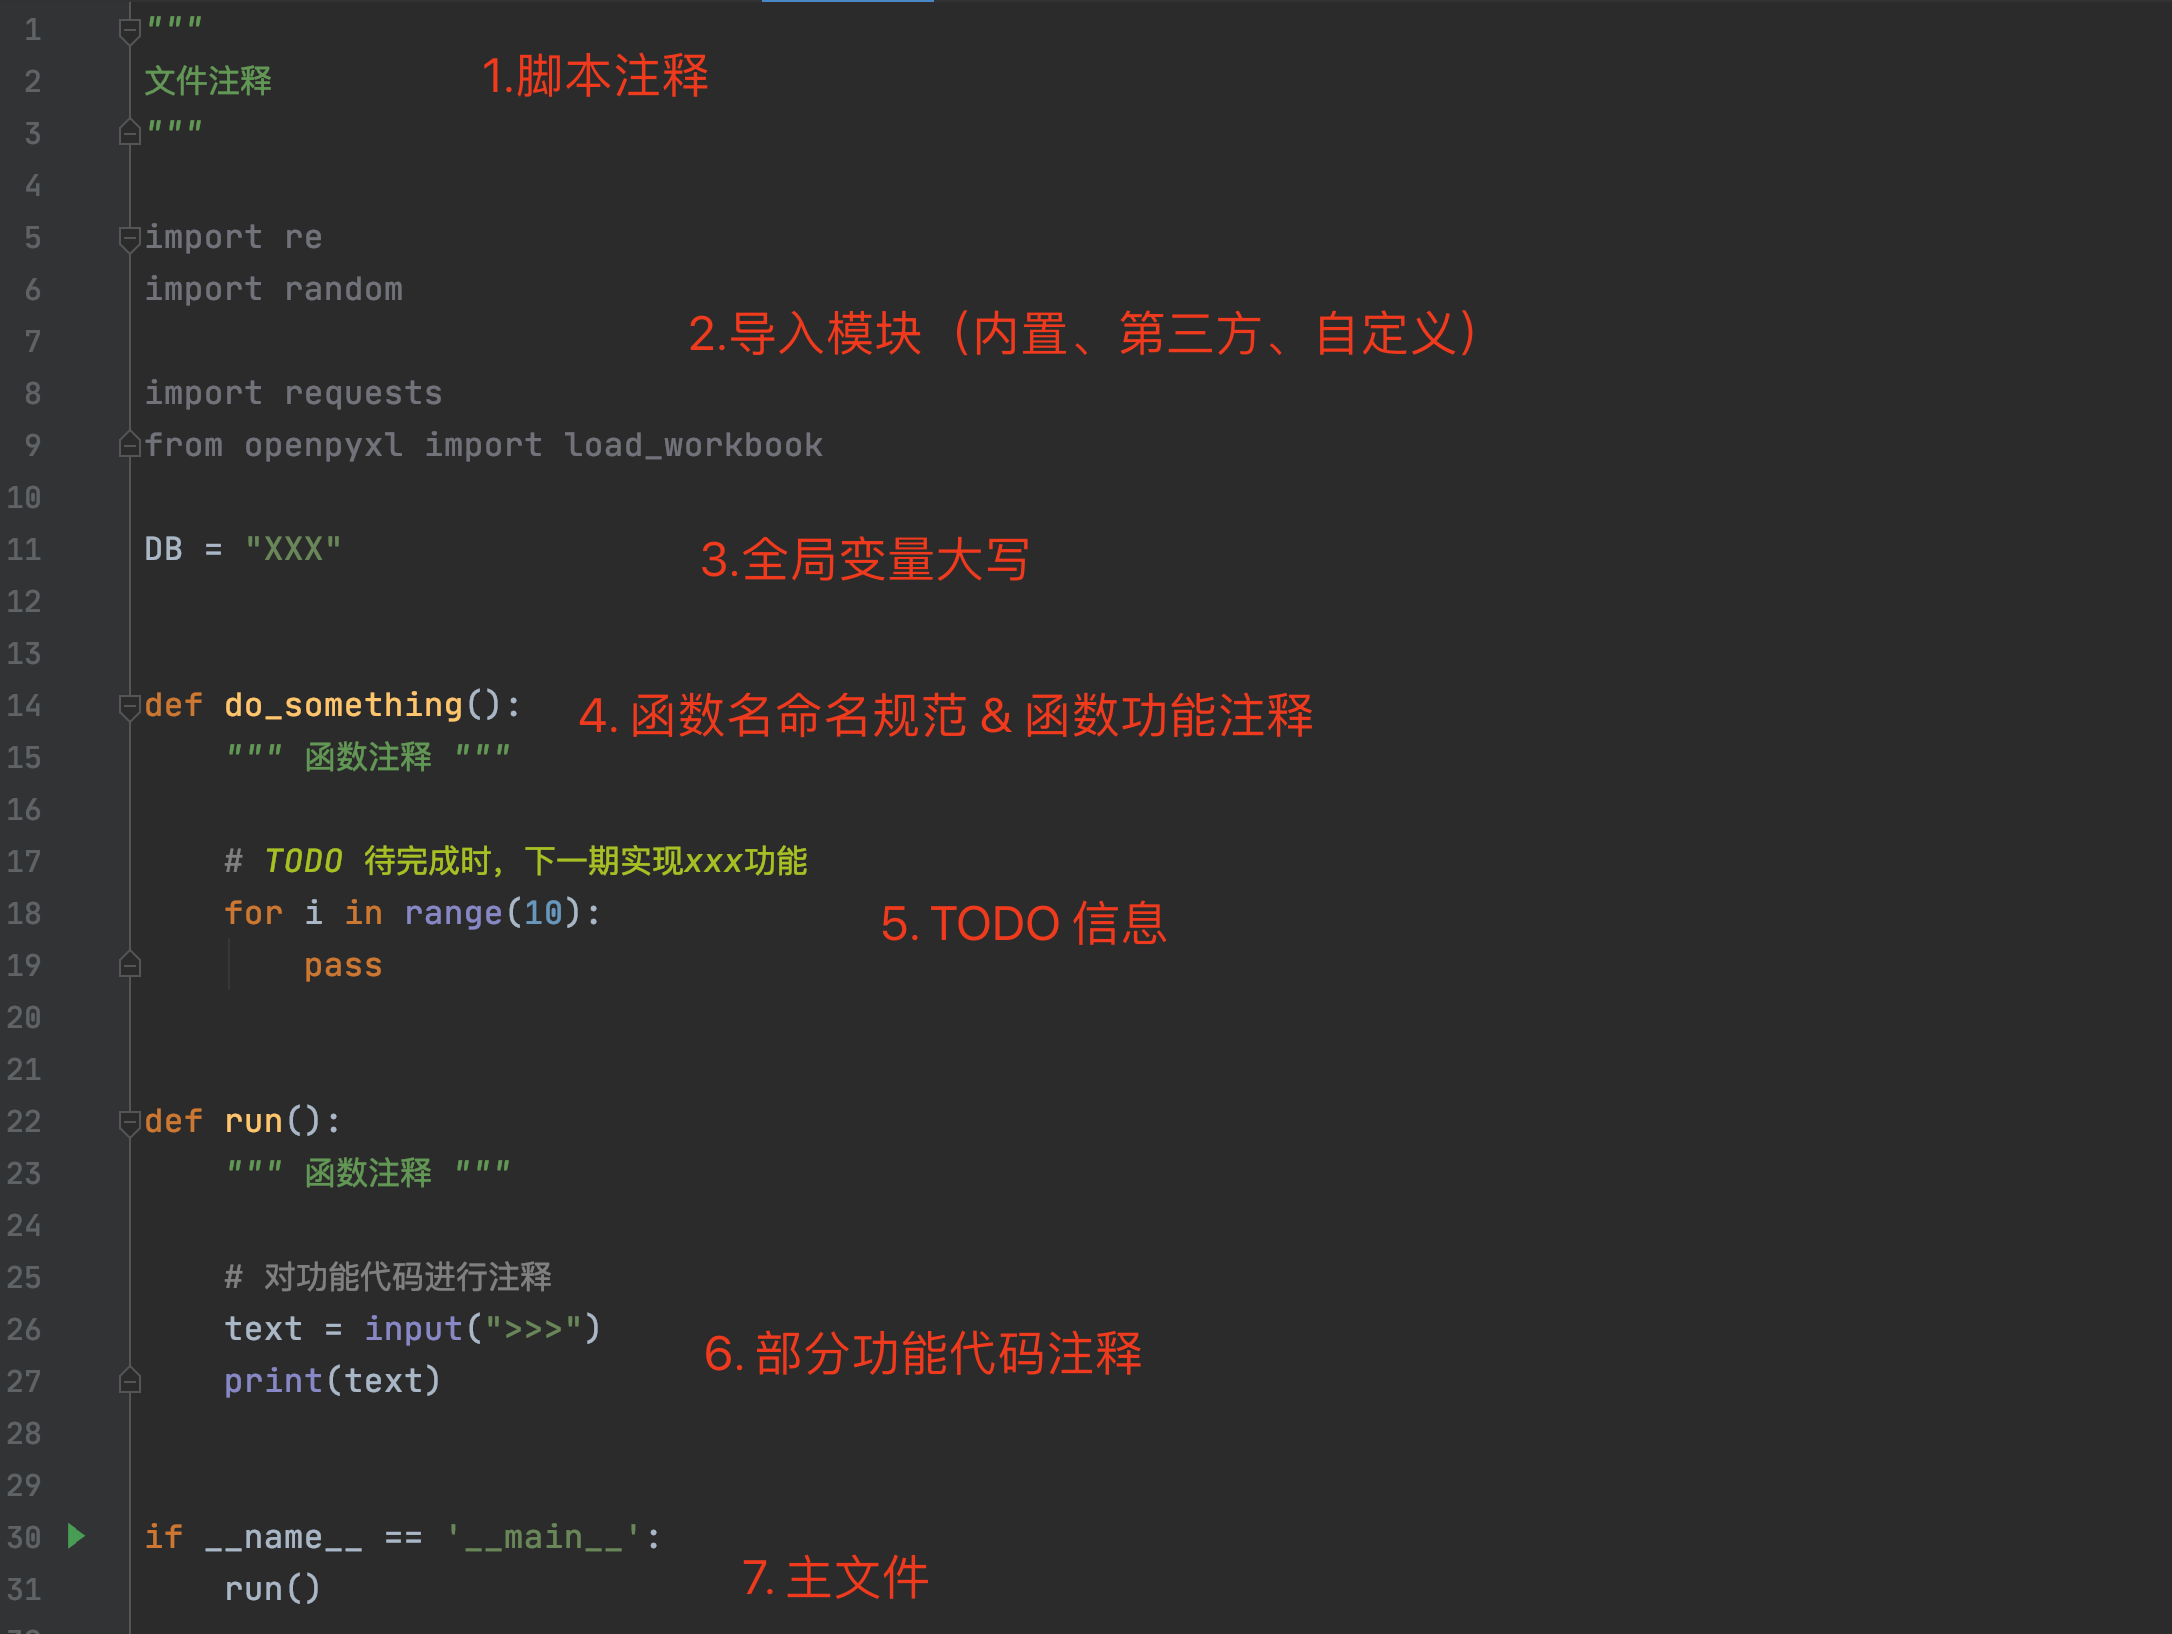 1 """
2 文件注释 1.脚本注释
3 """
4
5 import re
6 import random
7 2.导入模块（内置、第三方、自定义）
8 import requests
9 from openpyxl import load_workbook
10
11 DB = "XXX" 3.全局变量大写
12
13
14 def do_something(): 4. 函数名命名规范 & 函数功能注释
15 """ 函数注释 """
16
17 # TODO 待完成时，下一期实现xxx功能
18 for i in range(10): 5. TODO 信息
19 pass
20
21
22 def run():
23 """ 函数注释 """
24
25 # 对功能代码进行注释
26 text = input(">>>") 6. 部分功能代码注释
27 print(text)
28
29
30 if __name__ == '__main__':
31 run() 7. 主文件